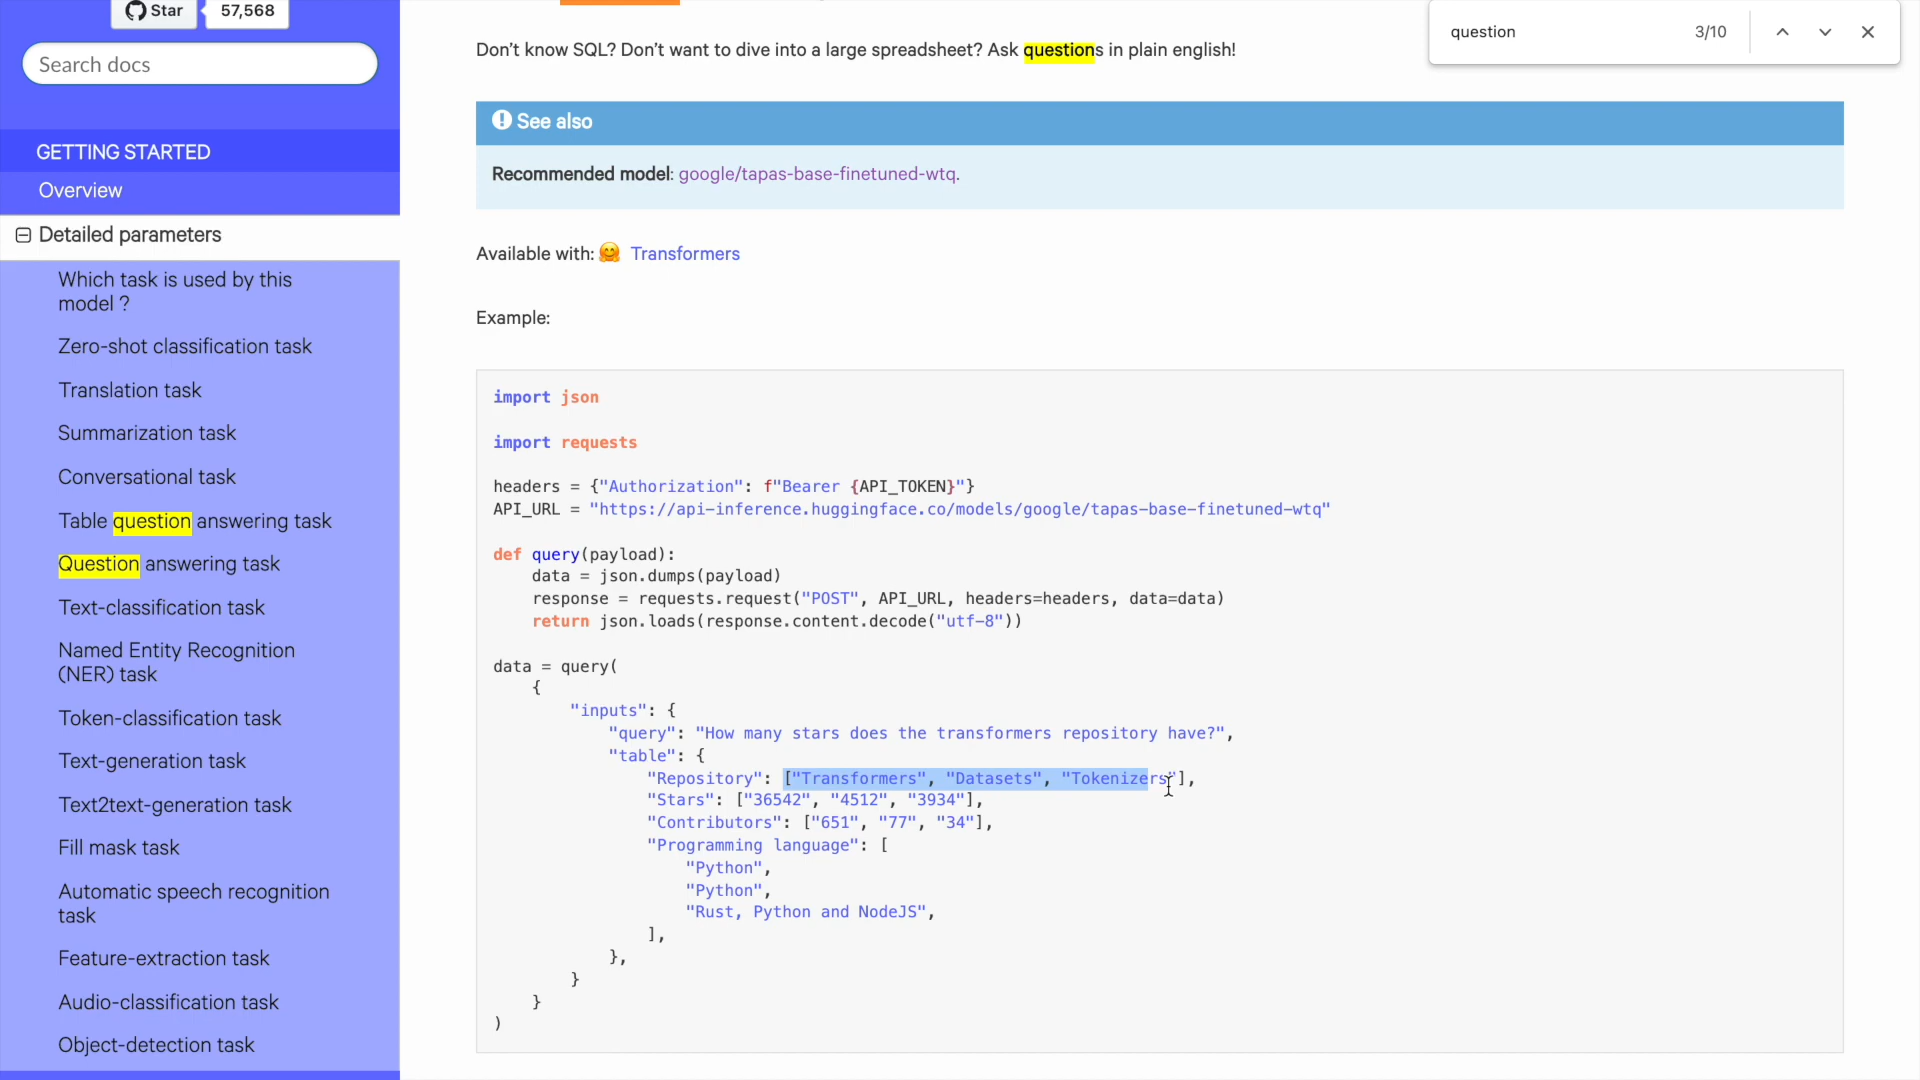 Star
57,568
Search docs
GETTING STARTED
Overview
Detailed parameters
Which task is used by this
model ?
Zero-shot classification task
Translation task
Summarization task
Conversational task
Table question answering task
Question answering task
Text-classification task
Named Entity Recognition
(NER) task
Token-classification task
Text-generation task
Text2text-generation task
Fill mask task
Automatic speech recognition
task
Feature-extraction task
Audio-classification task
Object-detection task
question
3/10
Don't know SQL? Don't want to dive into a large spreadsheet? Ask questions in plain english!
See also
Recommended model: google/tapas-base-finetuned-wtq.
Available with: 🤗 Transformers
Example:
import json
import requests
headers = {"Authorization": f"Bearer {API_TOKEN}"}
API_URL = "https://api-inference.huggingface.co/models/google/tapas-base-finetuned-wtq"
def query(payload):
    data = json.dumps(payload)
    response = requests.request("POST", API_URL, headers=headers, data=data)
    return json.loads(response.content.decode("utf-8"))
data = query(
    {
        "inputs": {
            "query": "How many stars does the transformers repository have?",
            "table": {
                "Repository": ["Transformers", "Datasets", "Tokenizers"],
                "Stars": ["36542", "4512", "3934"],
                "Contributors": ["651", "77", "34"],
                "Programming language": [
                    "Python",
                    "Python",
                    "Rust, Python and NodeJS",
                ],
            },
        }
    }
)